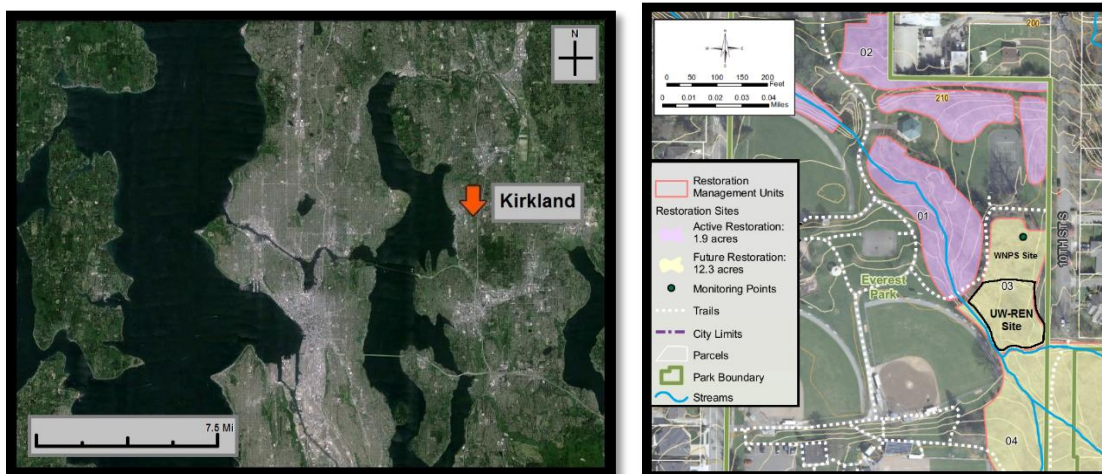 N
Kirkland
7.5 Mi
0 50 100 150 200
Feet
0 0.01 0.02 0.03 0.04
Miles
Restoration
Management Units
Restoration Sites
Active Restoration:
1.9 acres
Future Restoration:
12.3 acres
Monitoring Points
Trails
City Limits
Parcels
Park Boundary
Streams
02
200
210
01
10TH ST S
WNPS Site
03
UW-REN
Site
Everest
Park
04